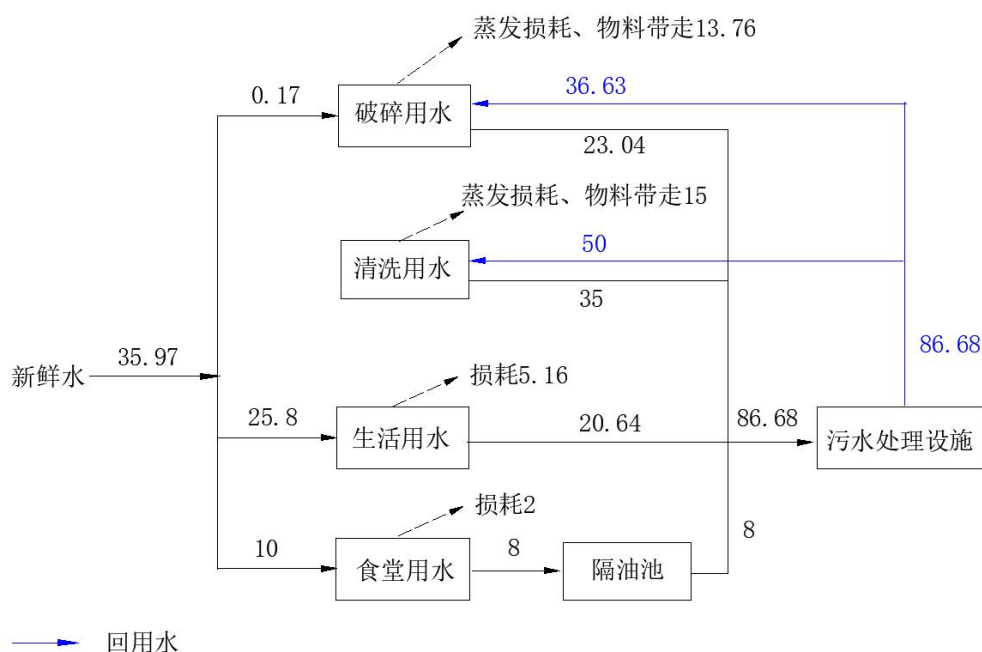 蒸发损耗、物料带走13.76
0.17
破碎用水
36.63
23.04
蒸发损耗、物料带走15
清洗用水
50
35
新鲜水
35.97
86.68
损耗5.16
25.8
生活用水
20.64
86.68
污水处理设施
损耗2
10
食堂用水
8
隔油池
8
回用水